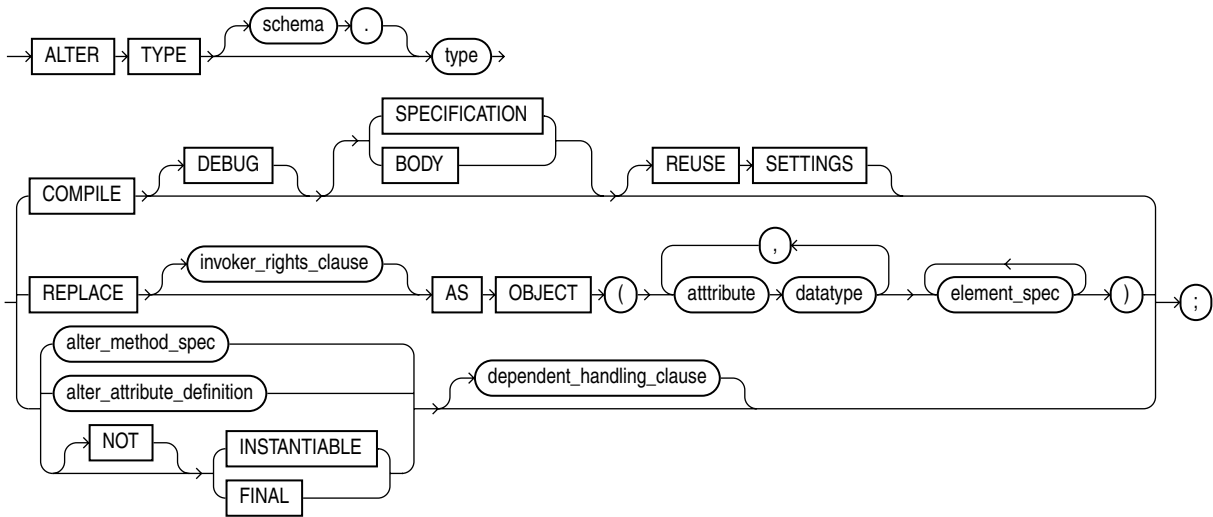 schema .
ALTER TYPE type
SPECIFICATION
DEBUG BODY REUSE SETTINGS
COMPILE
invoker_rights_clause ,
REPLACE AS OBJECT ( atttribute datatype element_spec ) ;
alter_method_spec
dependent_handling_clause
alter_attribute_definition
NOT INSTANTIABLE
FINAL